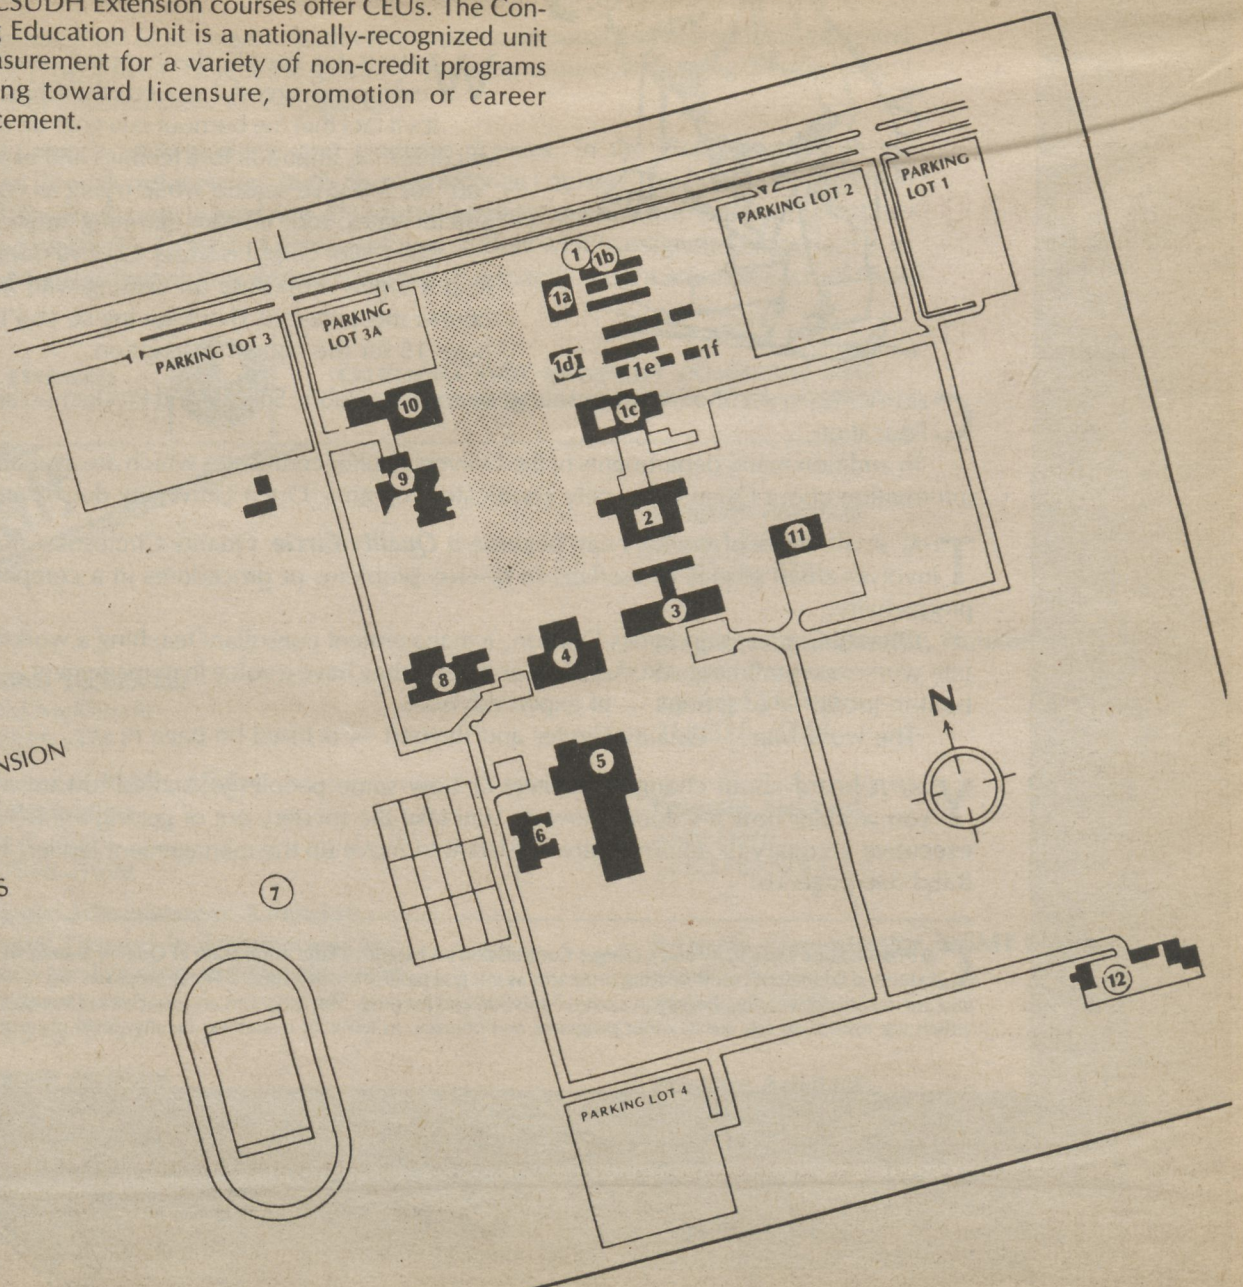 CSUDH Extension courses offer CEUs. The Con-
Education Unit is a nationally-recognized unit
surement for a variety of non-credit programs
ng toward licensure, promotion or career
cement.
PARKING
LOT 1
PARKING LOT 2
1
1b
1a
PARKING
LOT 3A
PARKING LOT 3
1d
1e
1f
10
1c
9
2
11
3
4
8
N
NSION
5
6
S
7
12
PARKING LOT 4